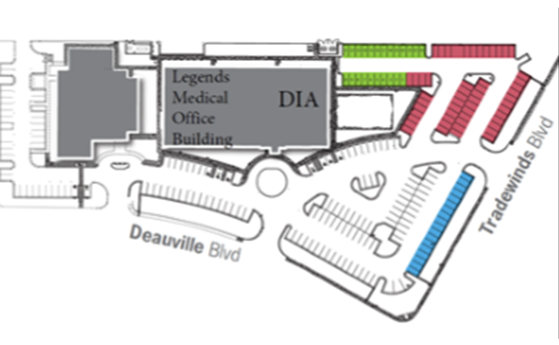 Legends
Medical
Office
Building
DIA
Tradewinds Blvd
Deauville Blvd